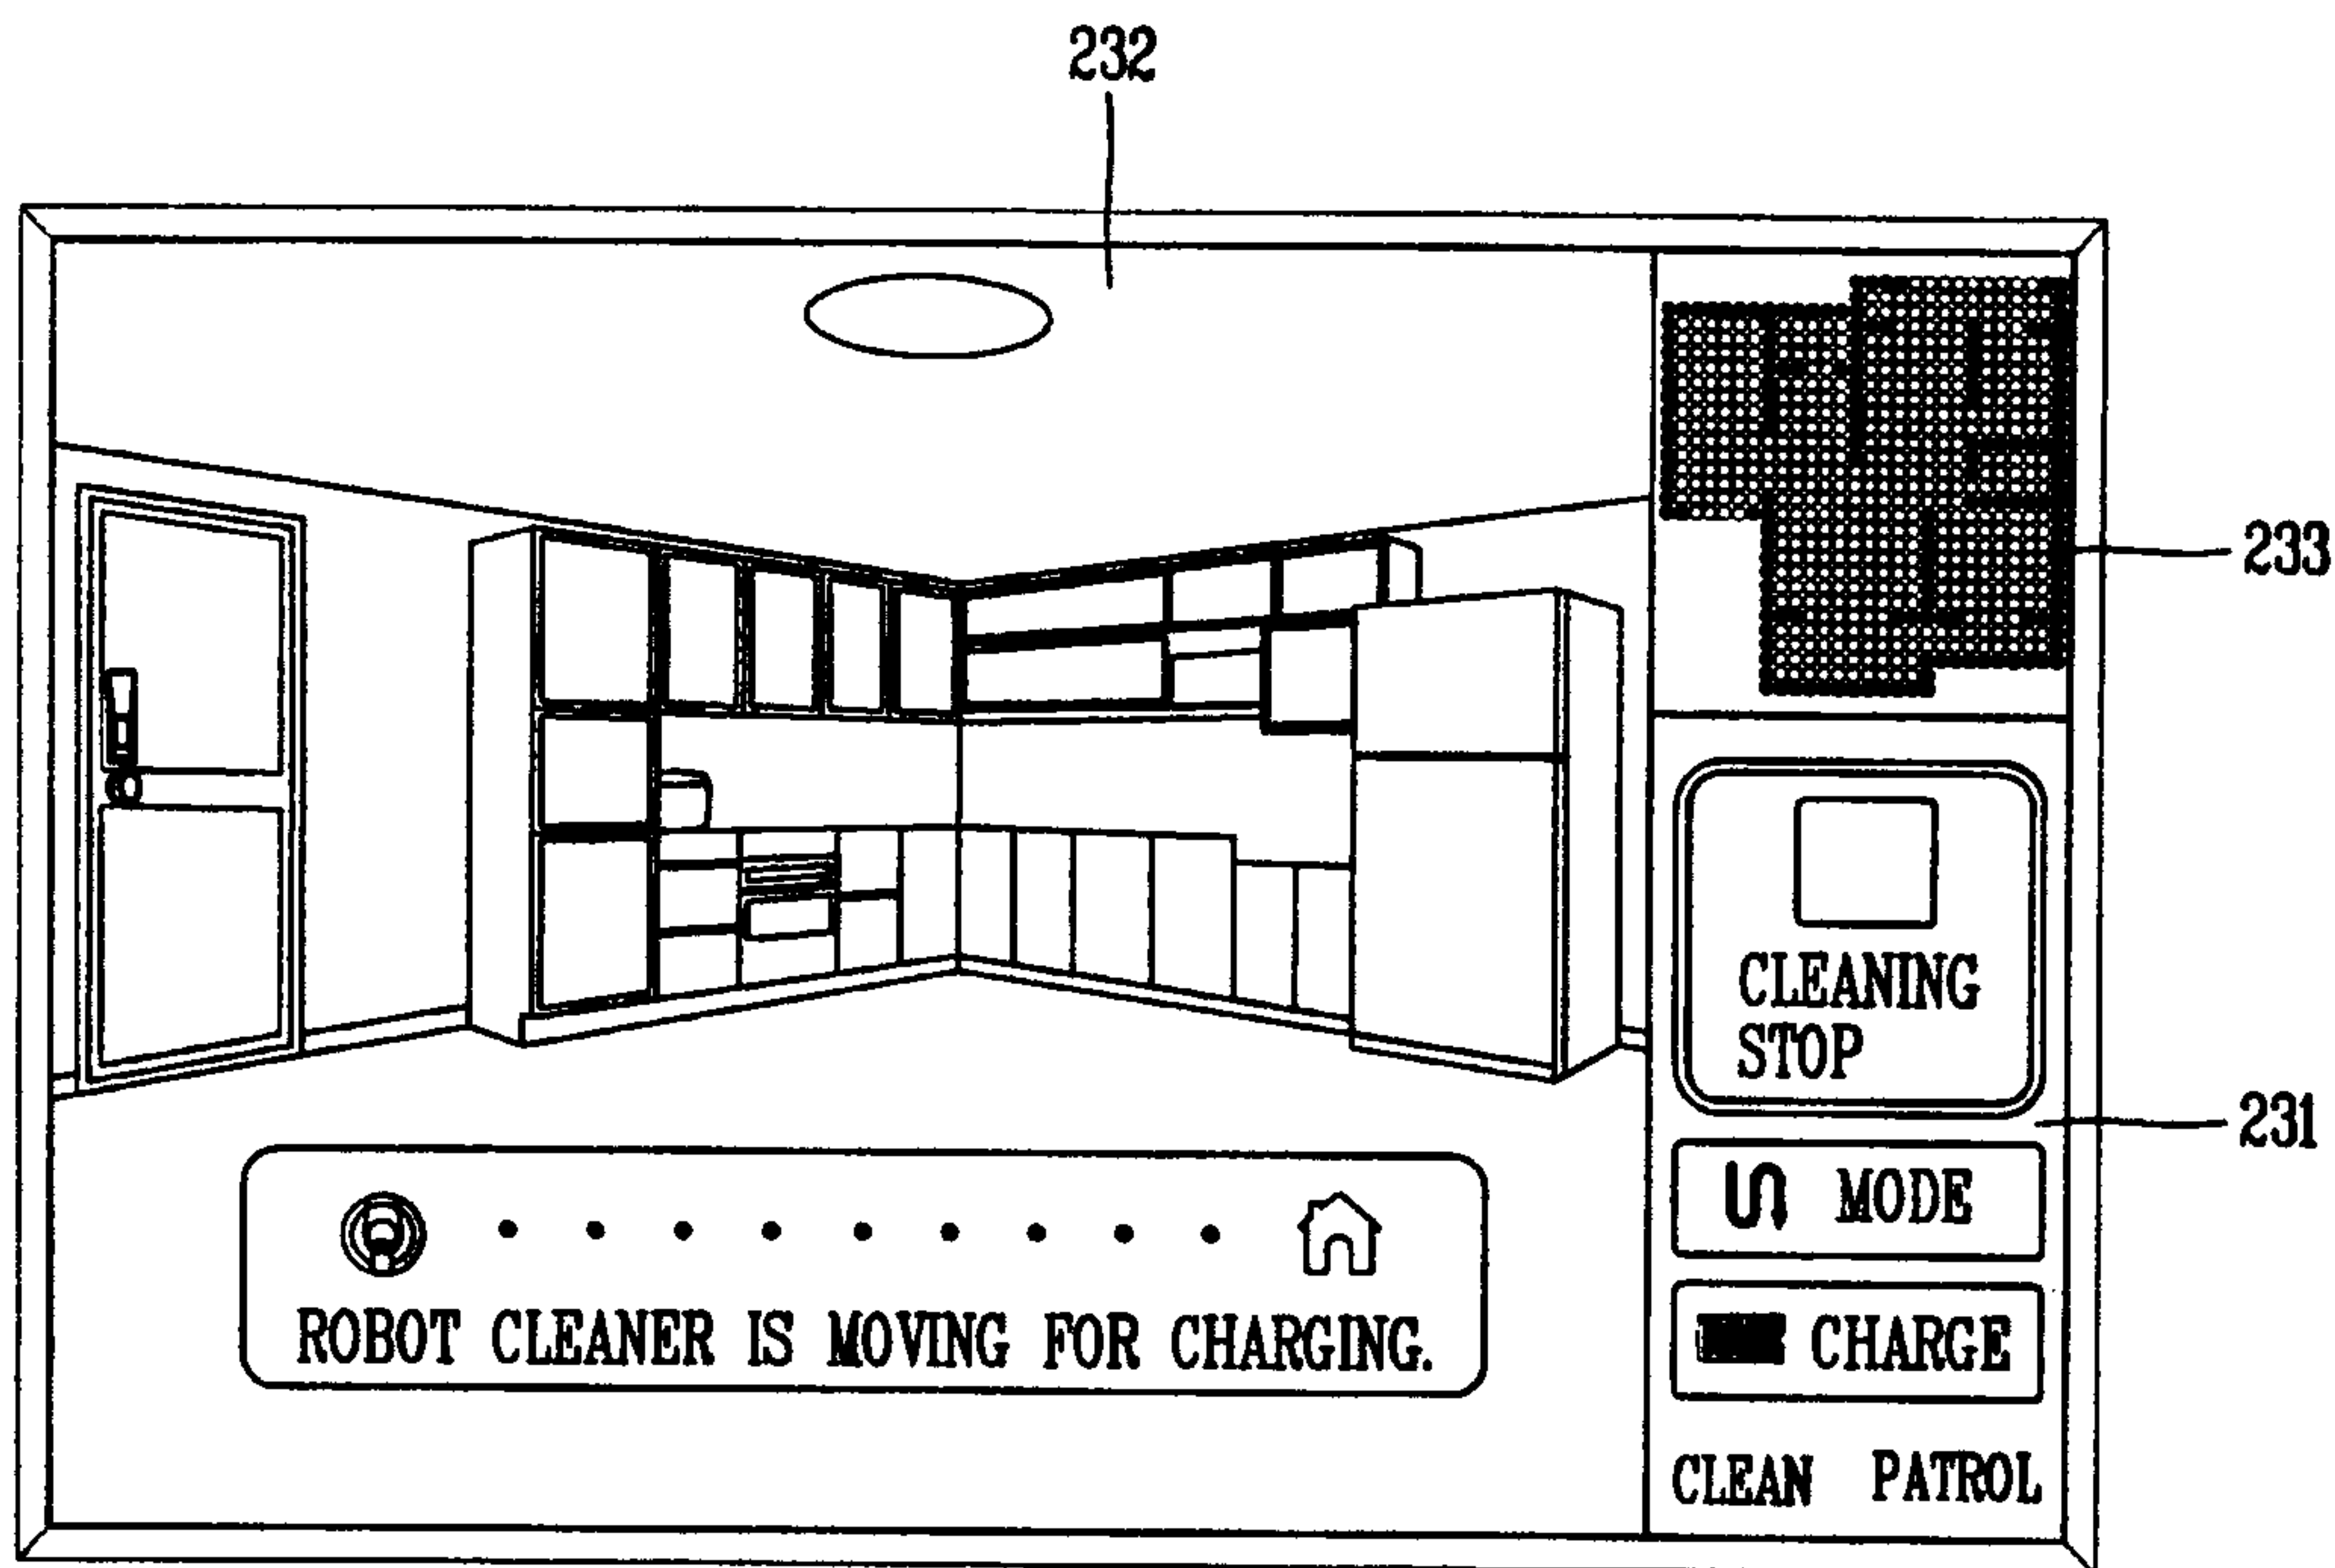 232
233
CLEANING
STOP
231
MODE
CHARGE
ROBOT CLEANER IS MOVING FOR CHARGING.
CLEAN PATROL